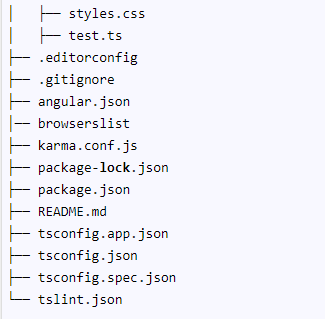 │   ├── styles.css
│   ├── test.ts
├── .editorconfig
├── .gitignore
├── angular.json
│── browserslist
├── karma.conf.js
├── package-lock.json
├── package.json
├── README.md
├── tsconfig.app.json
├── tsconfig.json
├── tsconfig.spec.json
└── tslint.json